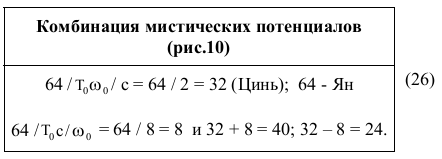 Комбинация мистических потенциалов
(рис.10)
64 / T₀ω₀ / c = 64 / 2 = 32 (Цинь); 64 - Ян
(26)
64 / T₀c / ω₀ = 64 / 8 = 8 и 32 + 8 = 40; 32 – 8 = 24.